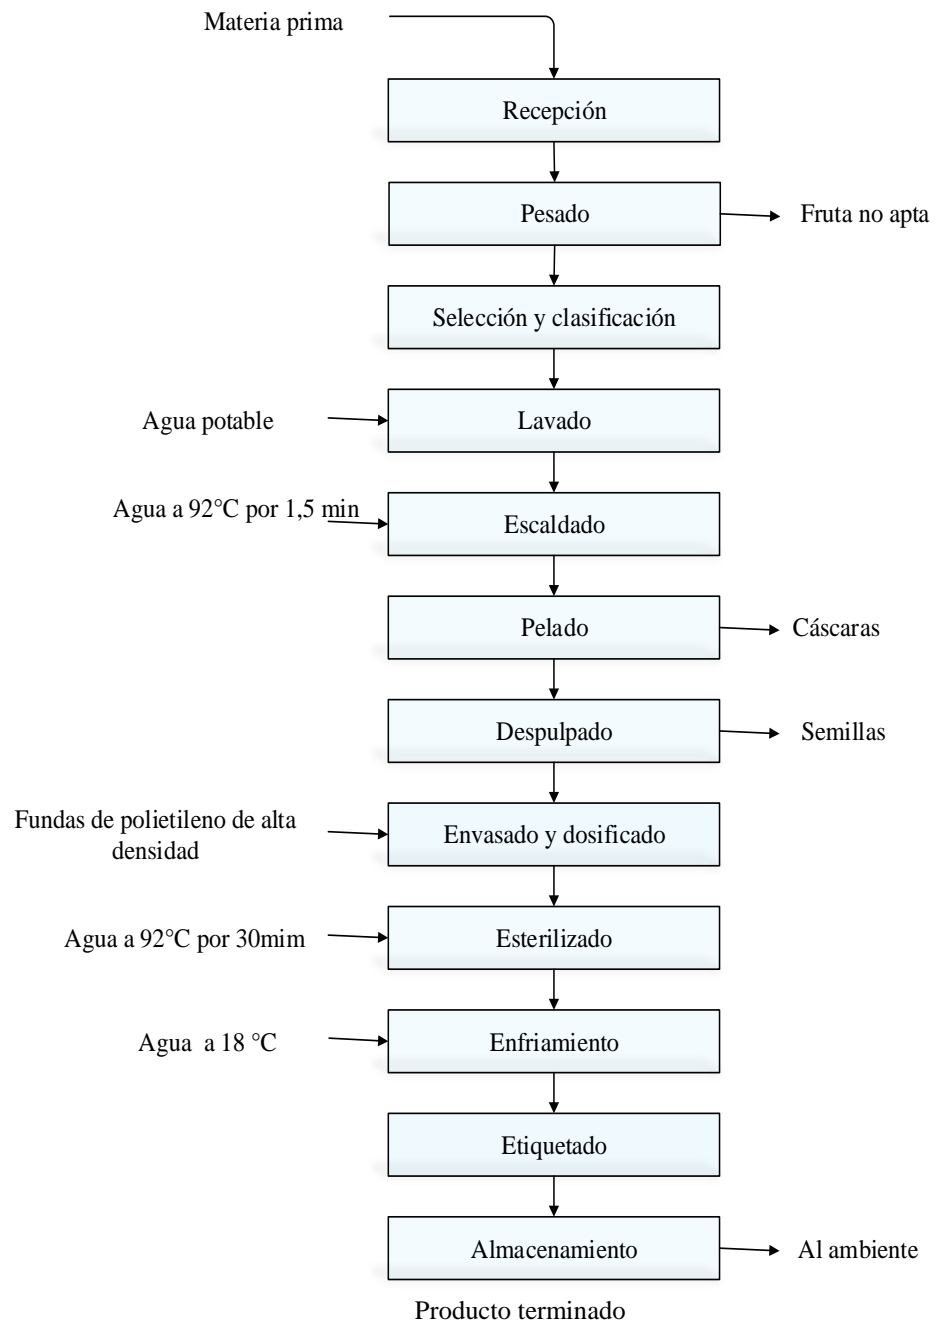 Materia prima
Recepción
Pesado
Fruta no apta
Selección y clasificación
Agua potable
Lavado
Agua a 92°C por 1,5 min
Escaldado
Pelado
Cáscaras
Despulpado
Semillas
Fundas de polietileno de alta
densidad
Envasado y dosificado
Agua a 92°C por 30mim
Esterilizado
Agua a 18 °C
Enfriamiento
Etiquetado
Almacenamiento
Al ambiente
Producto terminado